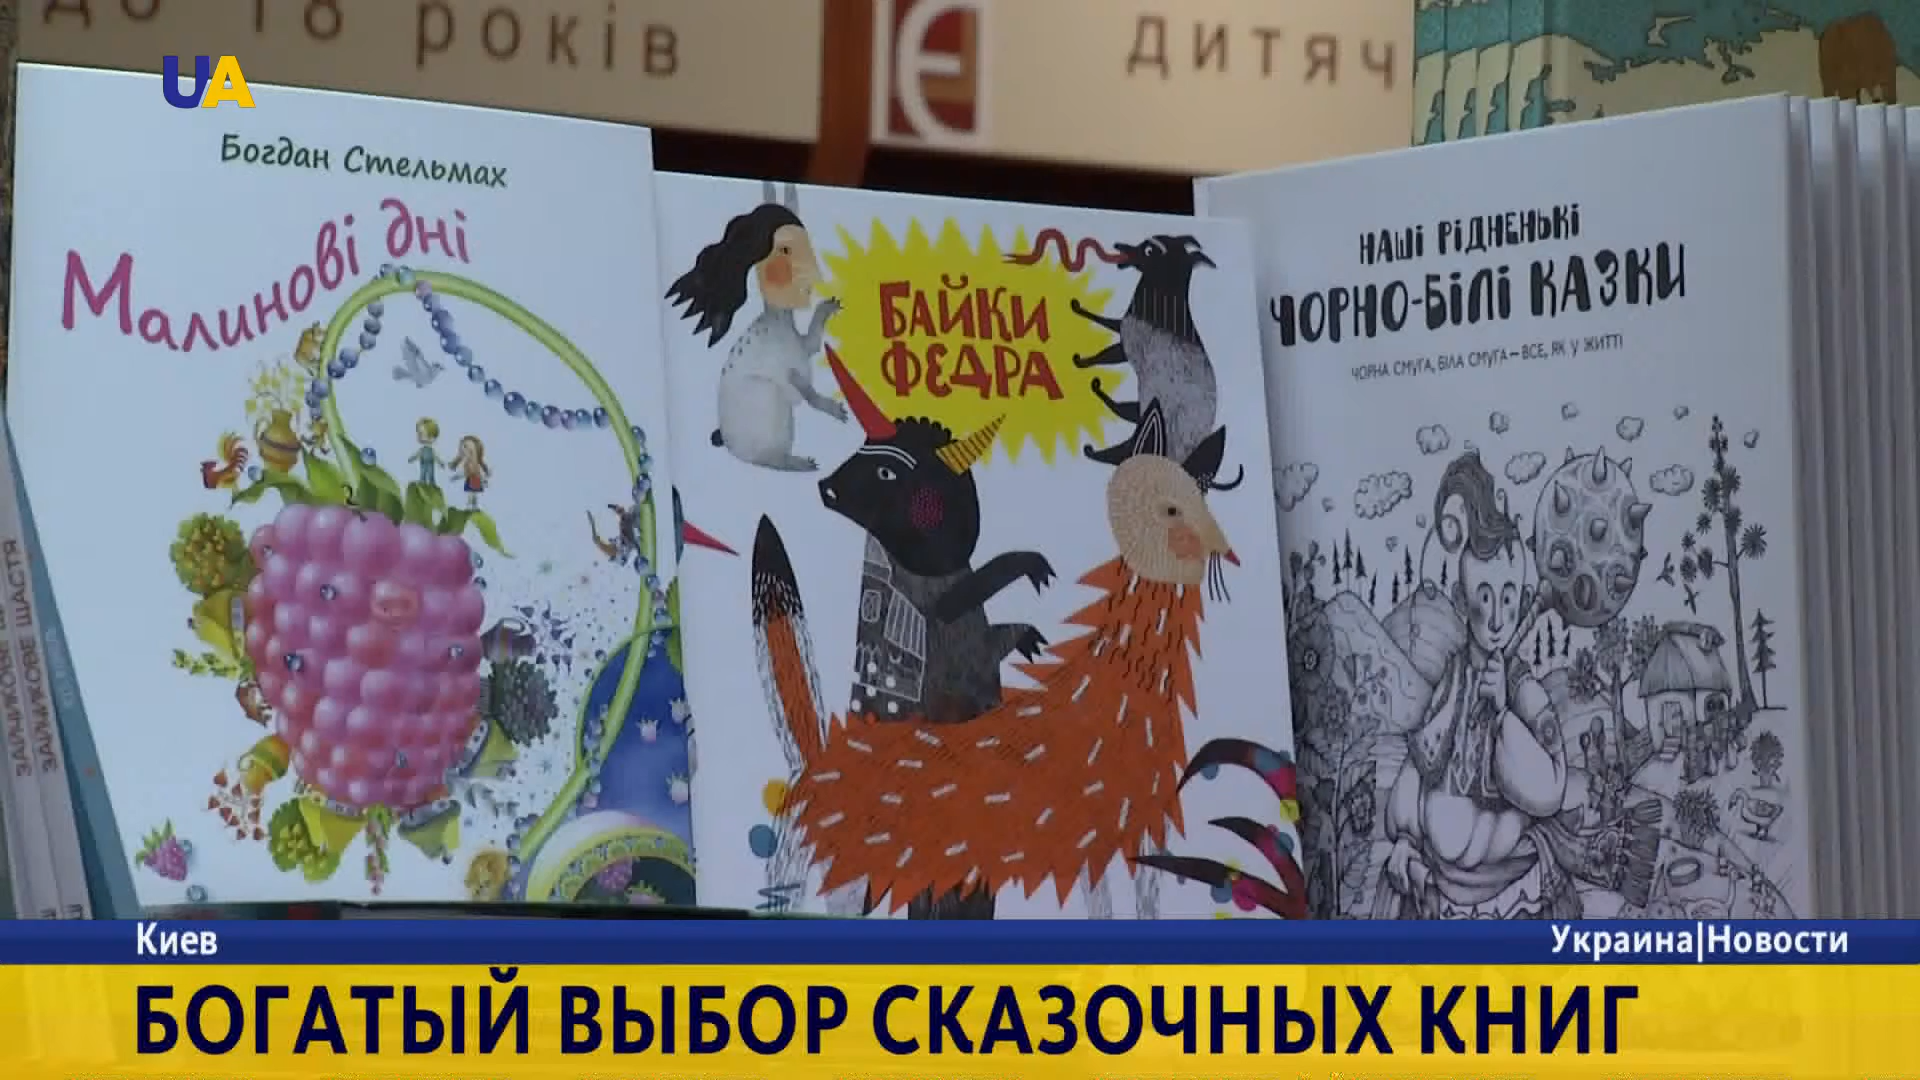 до 18 років
Є
дитяч
UA
Богдан Стельмах
Малинові дні
БАЙКИ
ФЕДРА
НАШІ РІДНЕНЬКІ
ЧОРНО-БІЛІ КАЗКИ
ЧОРНА СМУГА, БІЛА СМУГА – ВСЕ, ЯК У ЖИТТІ
ЗАЙЧИКОВЕ ЩАСТЯ
Киев
Украина|Новости
БОГАТЫЙ ВЫБОР СКАЗОЧНЫХ КНИГ